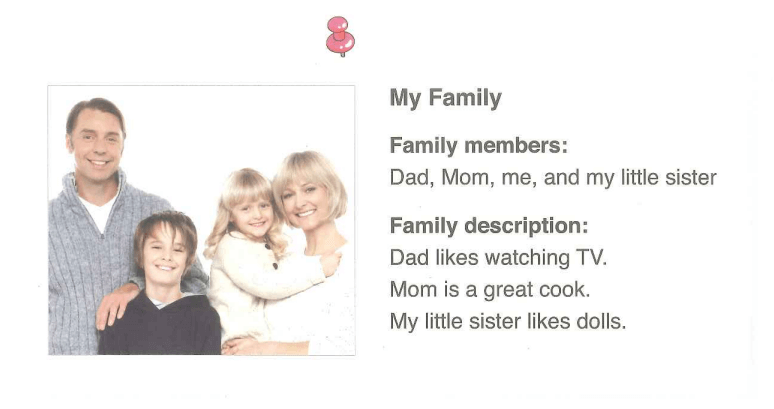 My Family
Family members:
Dad, Mom, me, and my little sister
Family description:
Dad likes watching TV.
Mom is a great cook.
My little sister likes dolls.